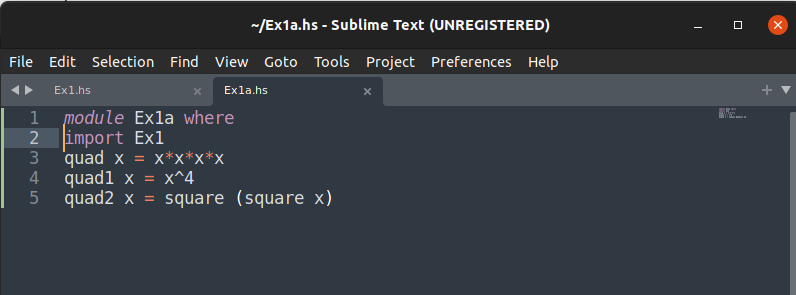 ~/Ex1a.hs - Sublime Text (UNREGISTERED)
File Edit Selection Find View Goto Tools Project Preferences Help
Ex1.hs × Ex1a.hs ×
1 module Ex1a where
2 import Ex1
3 quad x = x*x*x*x
4 quad1 x = x^4
5 quad2 x = square (square x)